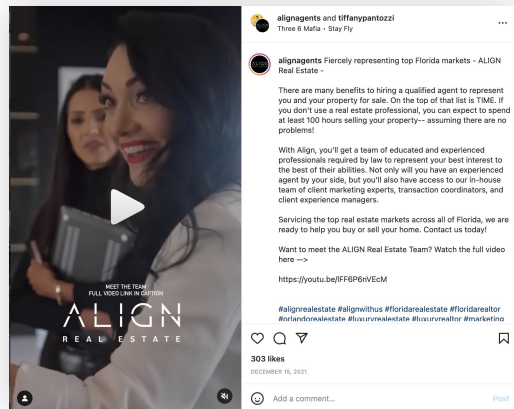 alignagents and tiffanypantozzi
Three 6 Mafia • Stay Fly
alignagents Fiercely representing top Florida markets - ALIGN
Real Estate -
There are many benefits to hiring a qualified agent to represent
you and your property for sale. On the top of that list is TIME. If
you don't use a real estate professional, you can expect to spend
at least 100 hours selling your property-- assuming there are no
problems!
With Align, you'll get a team of educated and experienced
professionals required by law to represent your best interest to
the best of their abilities. Not only will you have an experienced
agent by your side, but you'll also have access to our in-house
team of client marketing experts, transaction coordinators, and
client experience managers.
Servicing the top real estate markets across all of Florida, we are
ready to help you buy or sell your home. Contact us today!
Want to meet the ALIGN Real Estate Team? Watch the full video
here —>
https://youtu.be/lFF6P6nVEcM
#alignrealestate #alignwithus #floridarealestate #floridarealtor
#orlandorealestate #luxuryrealestate #luxuryrealtor #marketing
MEET THE TEAM
FULL VIDEO LINK IN CAPTION
ALIGN
REAL ESTATE
303 likes
DECEMBER 15, 2021
Add a comment...
Post